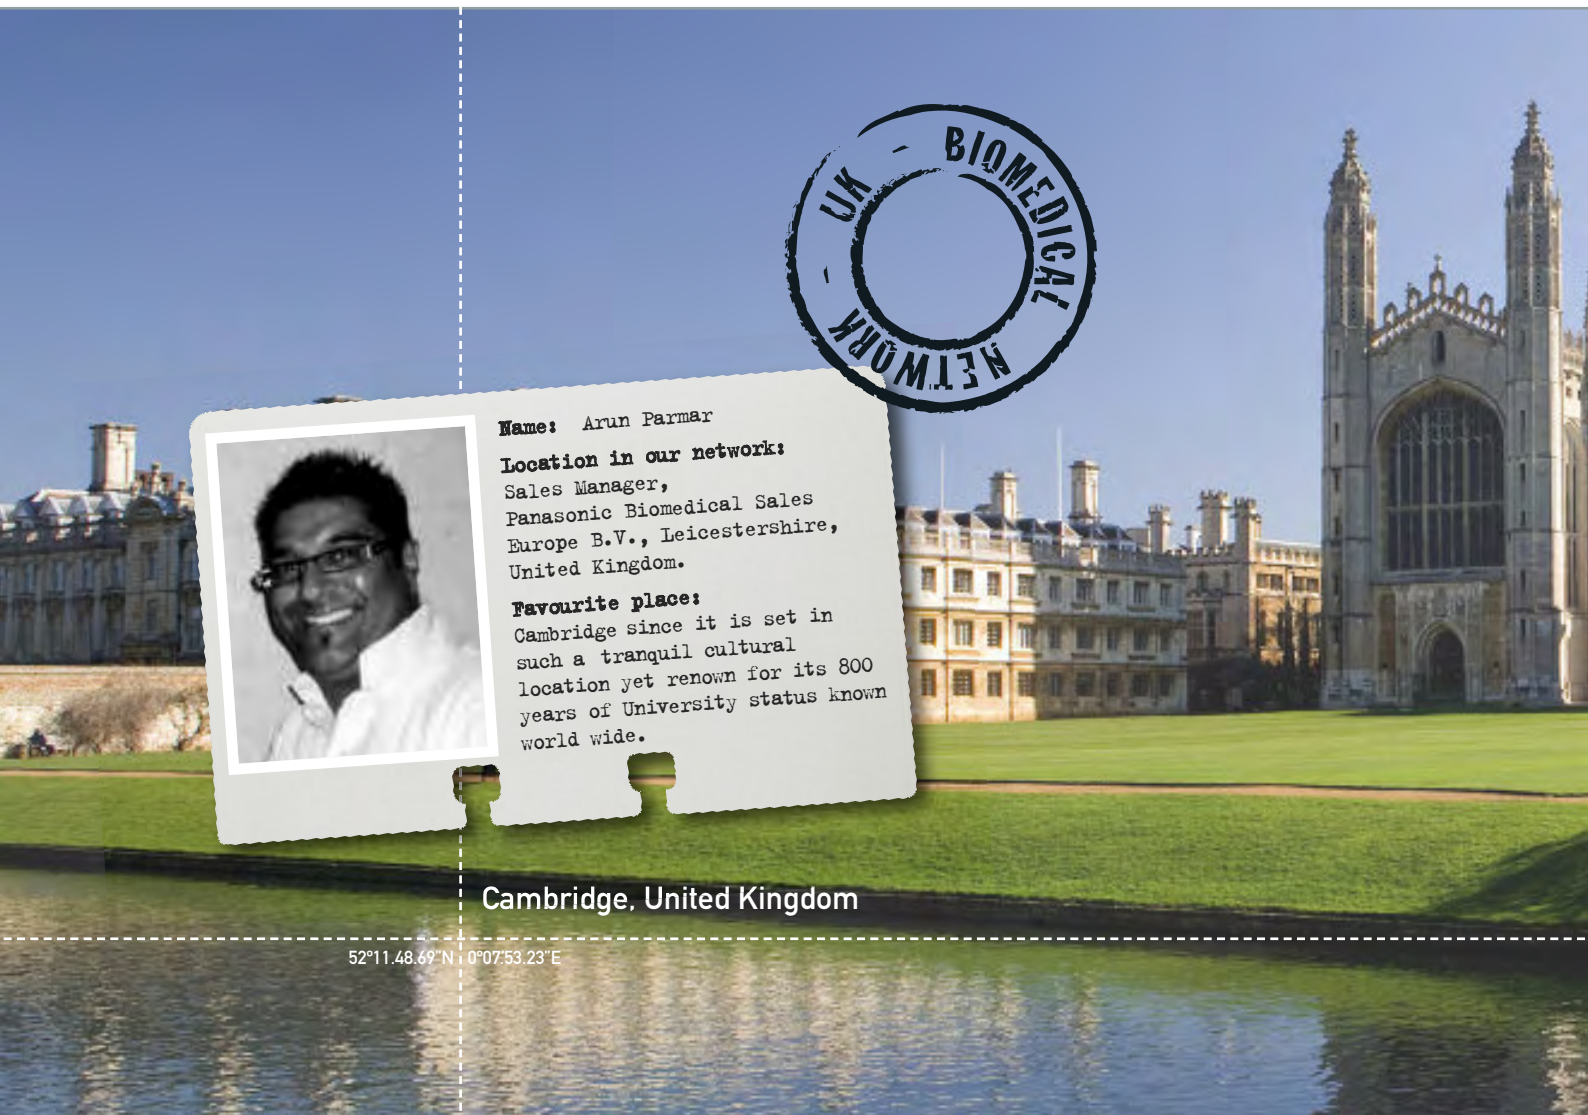 BIOMEDICAL NETWORK - UK -
Name: Arun Parmar
Location in our network:
Sales Manager,
Panasonic Biomedical Sales
Europe B.V., Leicestershire,
United Kingdom.
Favourite place:
Cambridge since it is set in
such a tranquil cultural
location yet renown for its 800
years of University status known
world wide.
Cambridge, United Kingdom
52°11.48.69"N 0°07'53.23"E